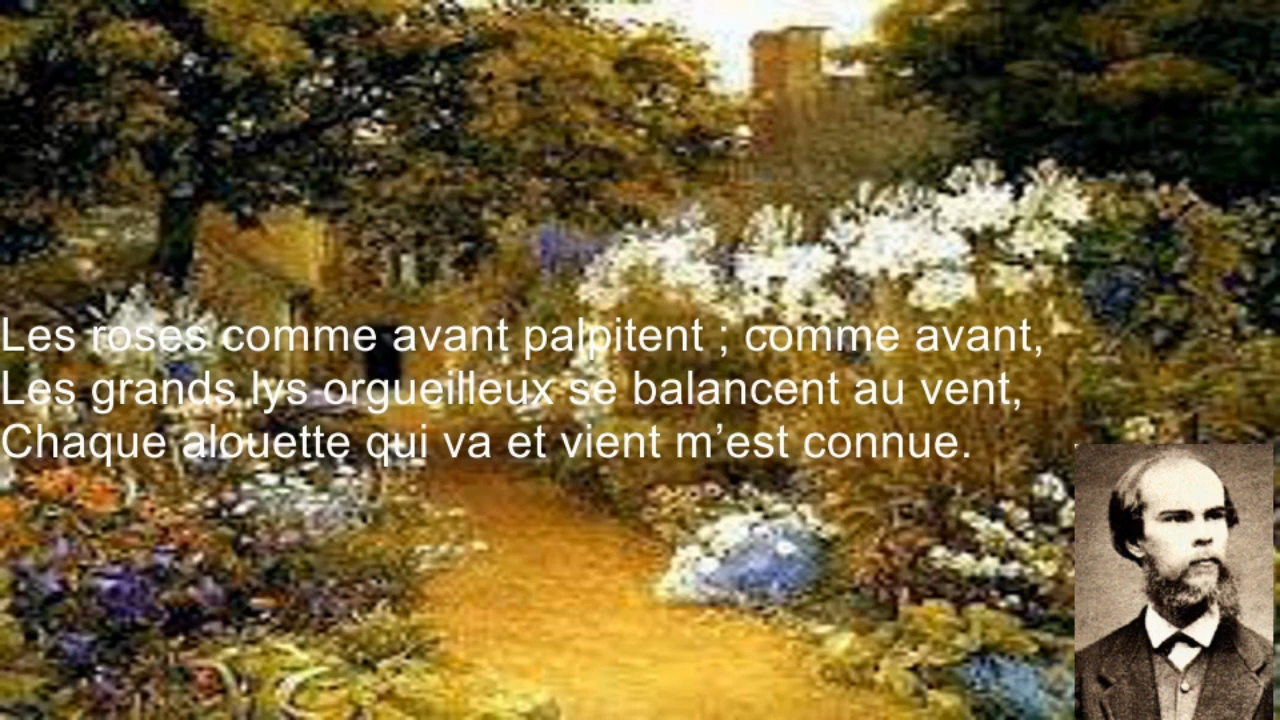 Les roses comme avant palpitent ; comme avant,
Les grands lys orgueilleux se balancent au vent,
Chaque alouette qui va et vient m’est connue.